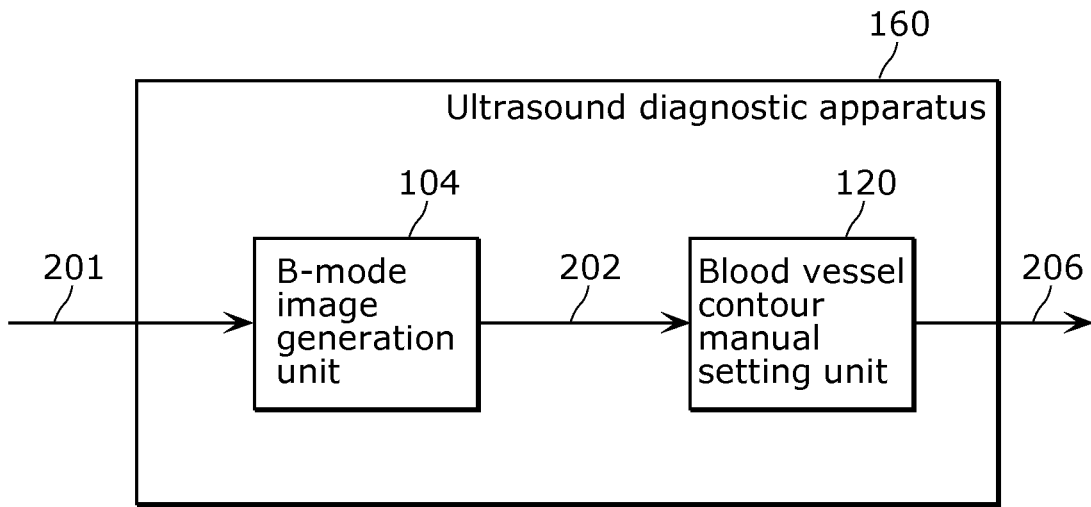 160
Ultrasound diagnostic apparatus
104
120
201
202
206
B-mode
image
generation
unit
Blood vessel
contour
manual
setting unit